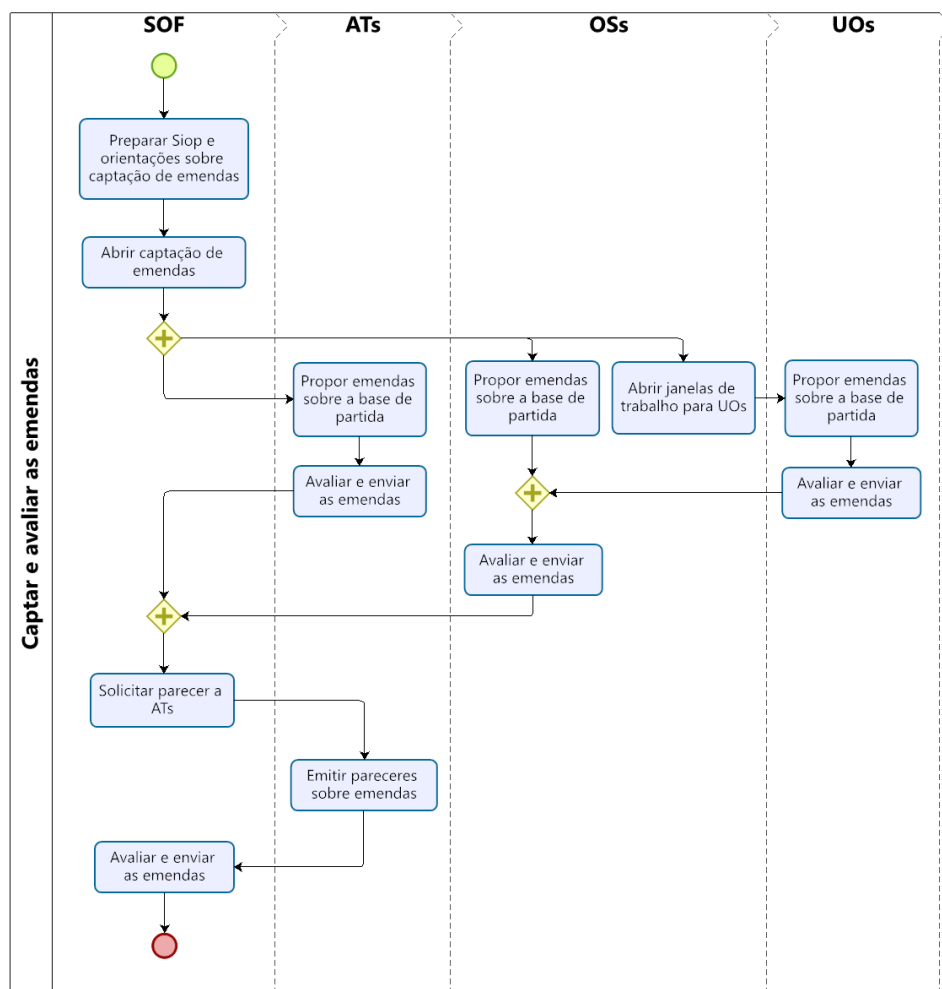 SOF
ATs
OSs
UOs
Captar e avaliar as emendas
Preparar Siop e
orientações sobre
captação de emendas
Abrir captação de
emendas
Propor emendas
sobre a base de
partida
Propor emendas
sobre a base de
partida
Abrir janelas de
trabalho para UOs
Propor emendas
sobre a base de
partida
Avaliar e enviar
as emendas
Avaliar e enviar
as emendas
Avaliar e enviar
as emendas
Solicitar parecer a
ATs
Emitir pareceres
sobre emendas
Avaliar e enviar
as emendas